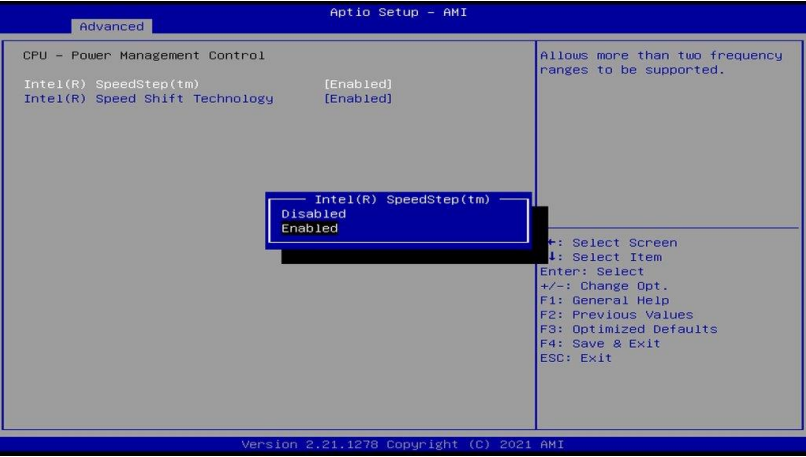 Aptio Setup – AMI
Advanced
CPU – Power Management Control
Intel(R) SpeedStep(tm) [Enabled]
Intel(R) Speed Shift Technology [Enabled]
Allows more than two frequency
ranges to be supported.
Intel(R) SpeedStep(tm)
Disabled
Enabled
←: Select Screen
↓: Select Item
Enter: Select
+/-: Change Opt.
F1: General Help
F2: Previous Values
F3: Optimized Defaults
F4: Save & Exit
ESC: Exit
Version 2.21.1278 Copyright (C) 2021 AMI